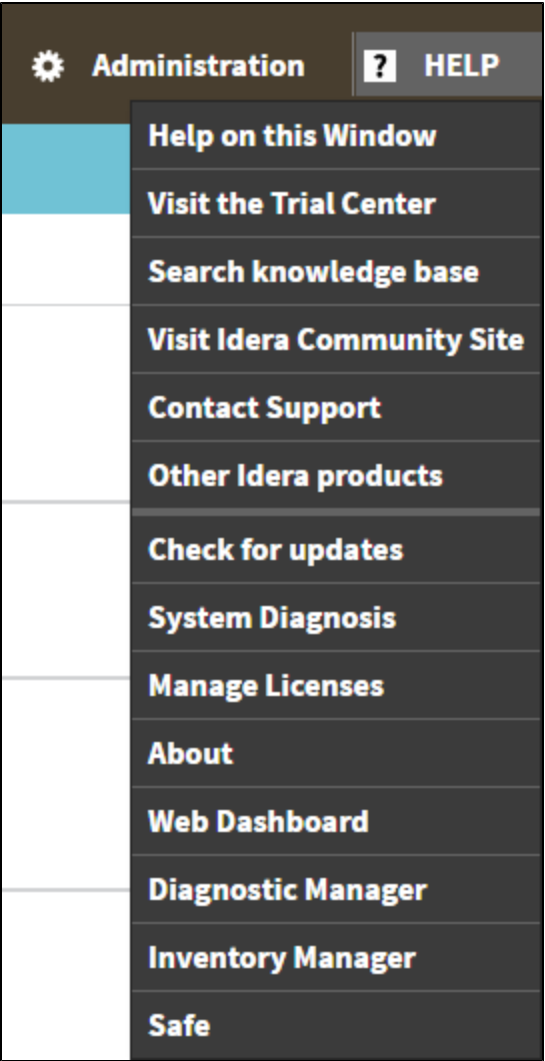 Administration
? HELP
Help on this Window
Visit the Trial Center
Search knowledge base
Visit Idera Community Site
Contact Support
Other Idera products
Check for updates
System Diagnosis
Manage Licenses
About
Web Dashboard
Diagnostic Manager
Inventory Manager
Safe